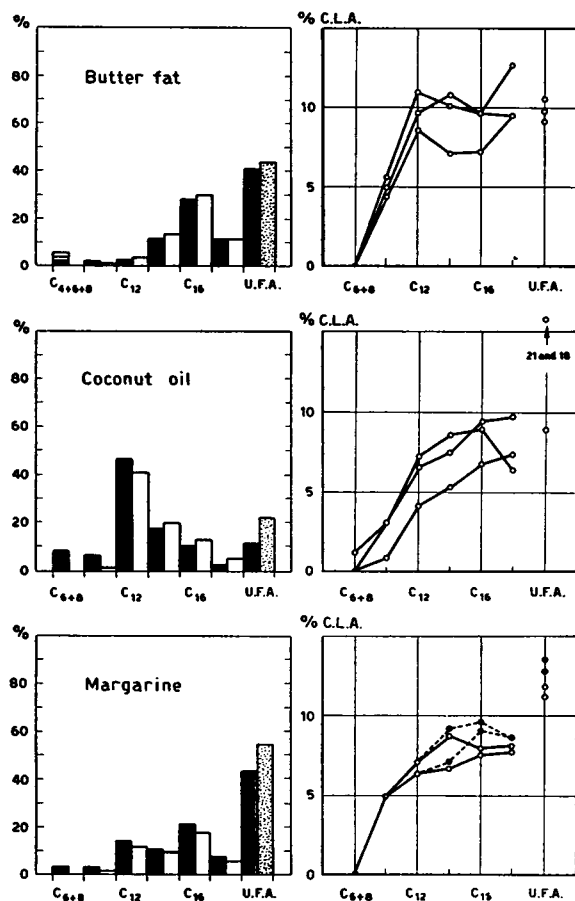 %
80
60
40
20
0
Butter fat
C₄₊₆₊₈ C₁₂ C₁₆ U.F.A.
% C.L.A.
10
5
0
C₆₊₈ C₁₂ C₁₆ U.F.A.
%
80
60
40
20
0
Coconut oil
C₆₊₈ C₁₂ C₁₆ U.F.A.
% C.L.A.
21 and 18
10
5
0
C₆₊₈ C₁₂ C₁₆ U.F.A.
%
80
60
40
20
0
Margarine
C₆₊₈ C₁₂ C₁₆ U.F.A.
% C.L.A.
10
5
0
C₆₊₈ C₁₂ C₁₅ U.F.A.